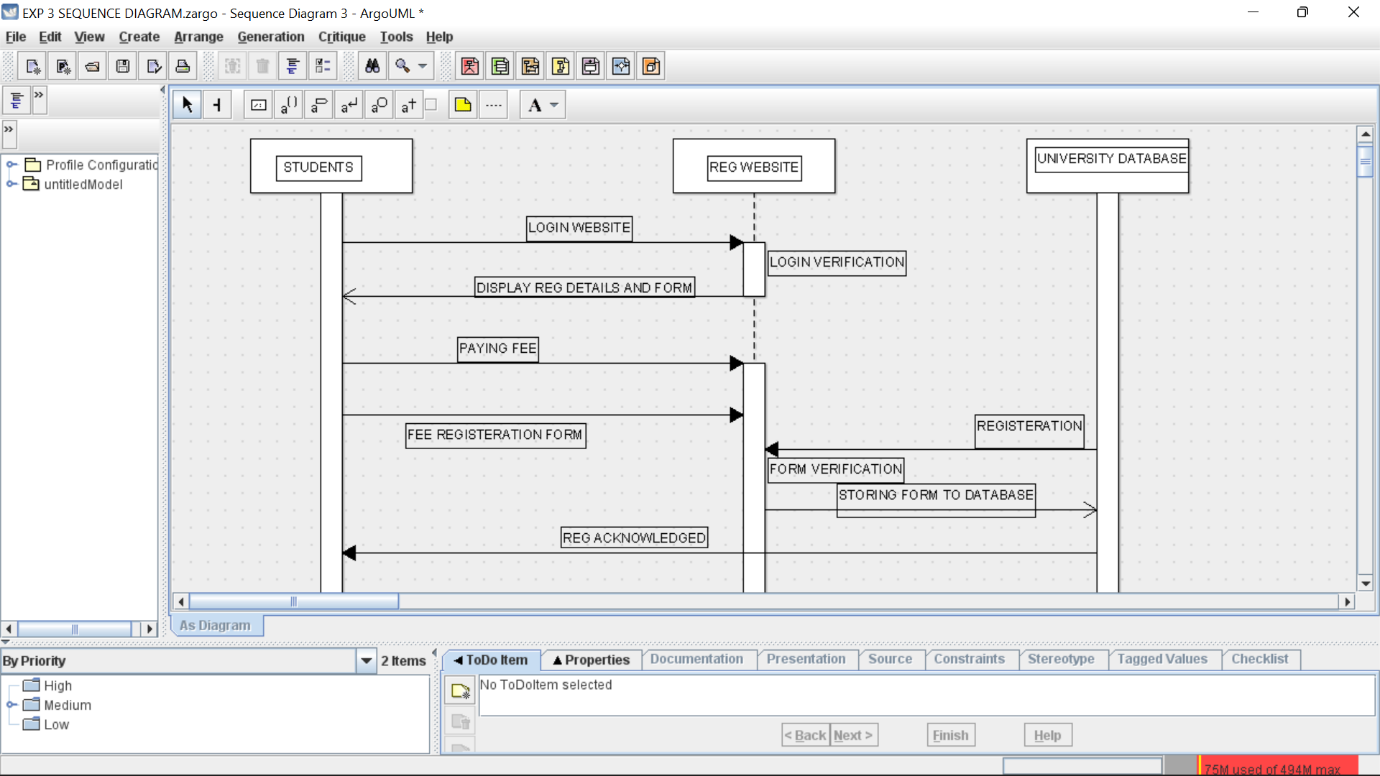 EXP 3 SEQUENCE DIAGRAM.zargo - Sequence Diagram 3 - ArgoUML *
File Edit View Create Arrange Generation Critique Tools Help
A
Profile Configuratio
untitledModel
STUDENTS
REG WEBSITE
UNIVERSITY DATABASE
LOGIN WEBSITE
LOGIN VERIFICATION
DISPLAY REG DETAILS AND FORM
PAYING FEE
FEE REGISTERATION FORM
REGISTERATION
FORM VERIFICATION
STORING FORM TO DATABASE
REG ACKNOWLEDGED
As Diagram
By Priority
2 Items
High
Medium
Low
ToDo Item Properties Documentation Presentation Source Constraints Stereotype Tagged Values Checklist
No ToDoItem selected
< Back Next > Finish Help
75M used of 494M max